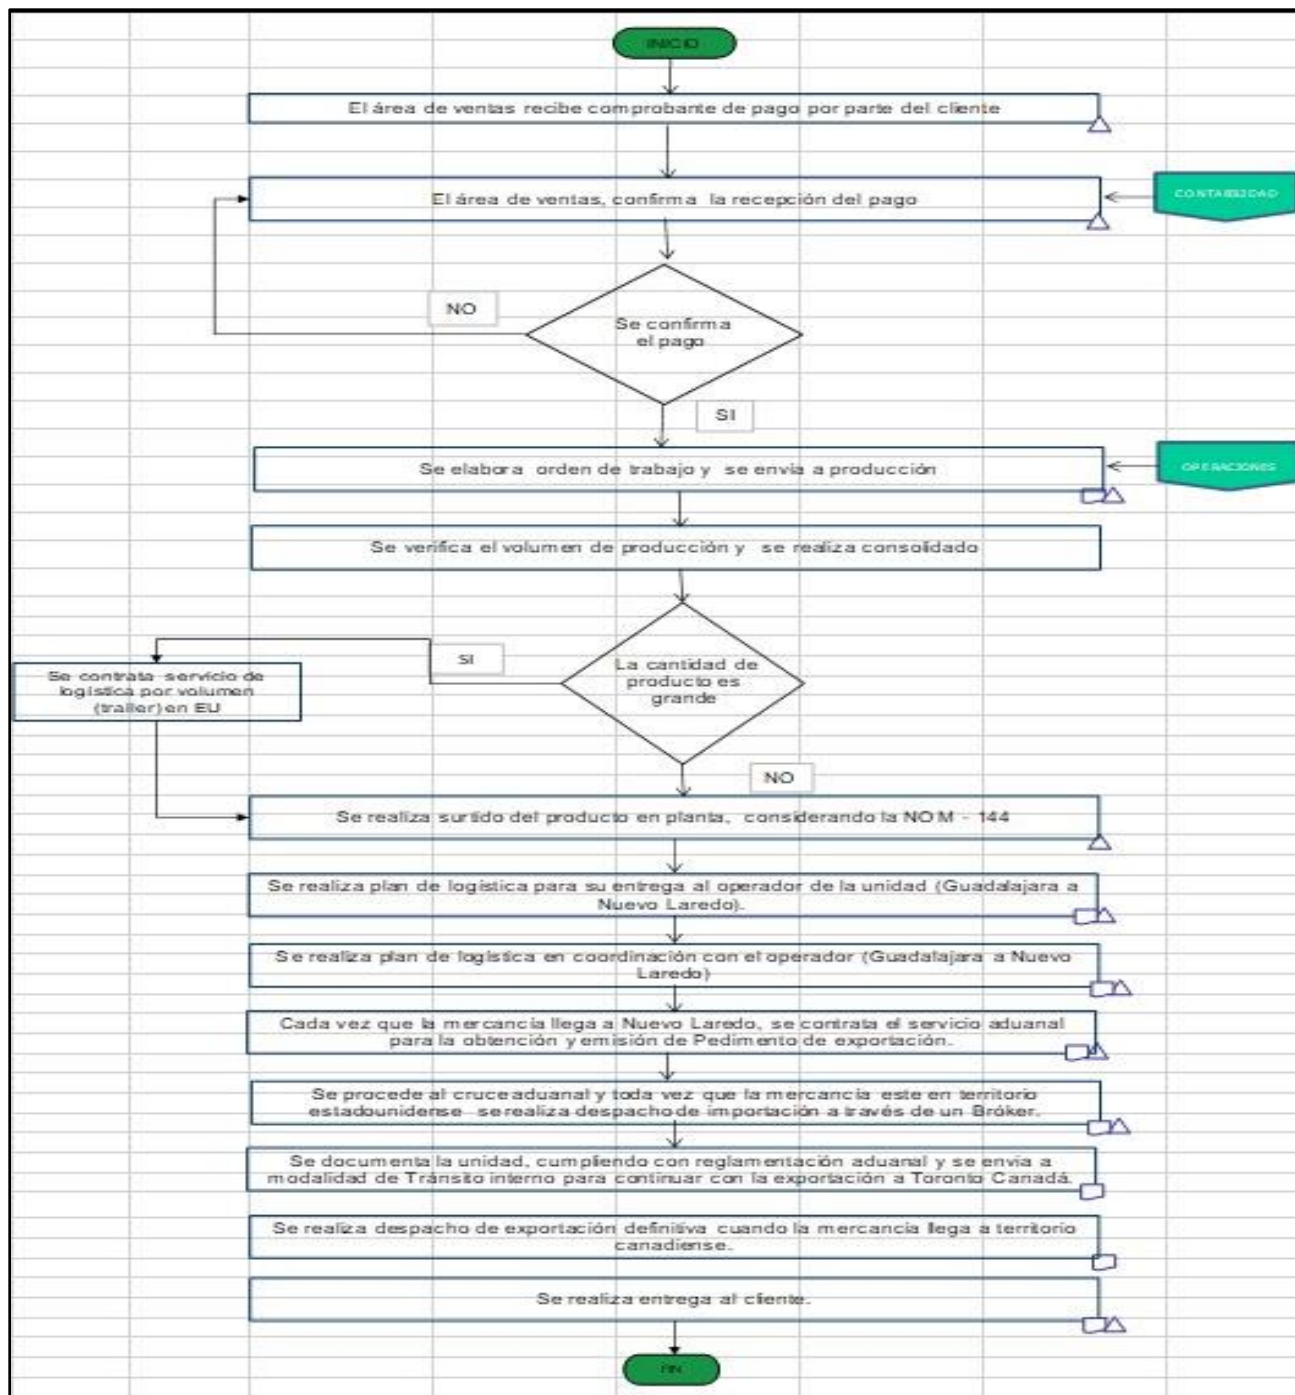 INICIO
El área de ventas recibe comprobante de pago por parte del cliente
El área de ventas, confirma la recepción del pago
CONTABILIDAD
NO
Se confirma
el pago
SI
Se elabora orden de trabajo y se envía a producción
OPERACIONES
Se verifica el volumen de producción y se realiza consolidado
SI
La cantidad de
producto es
grande
Se contrata servicio de
logística por volumen
(trailer) en EU
NO
Se realiza surtido del producto en planta, considerando la NOM - 144
Se realiza plan de logística para su entrega al operador de la unidad (Guadalajara a
Nuevo Laredo).
Se realiza plan de logística en coordinación con el operador (Guadalajara a Nuevo
Laredo)
Cada vez que la mercancía llega a Nuevo Laredo, se contrata el servicio aduanal
para la obtención y emisión de Pedimento de exportación.
Se procede al cruce aduanal y toda vez que la mercancía este en territorio
estadounidense se realiza despacho de importación a través de un Bróker.
Se documenta la unidad, cumpliendo con reglamentación aduanal y se envía a
modalidad de Tránsito interno para continuar con la exportación a Toronto Canadá.
Se realiza despacho de exportación definitiva cuando la mercancía llega a territorio
canadiense.
Se realiza entrega al cliente.
FIN